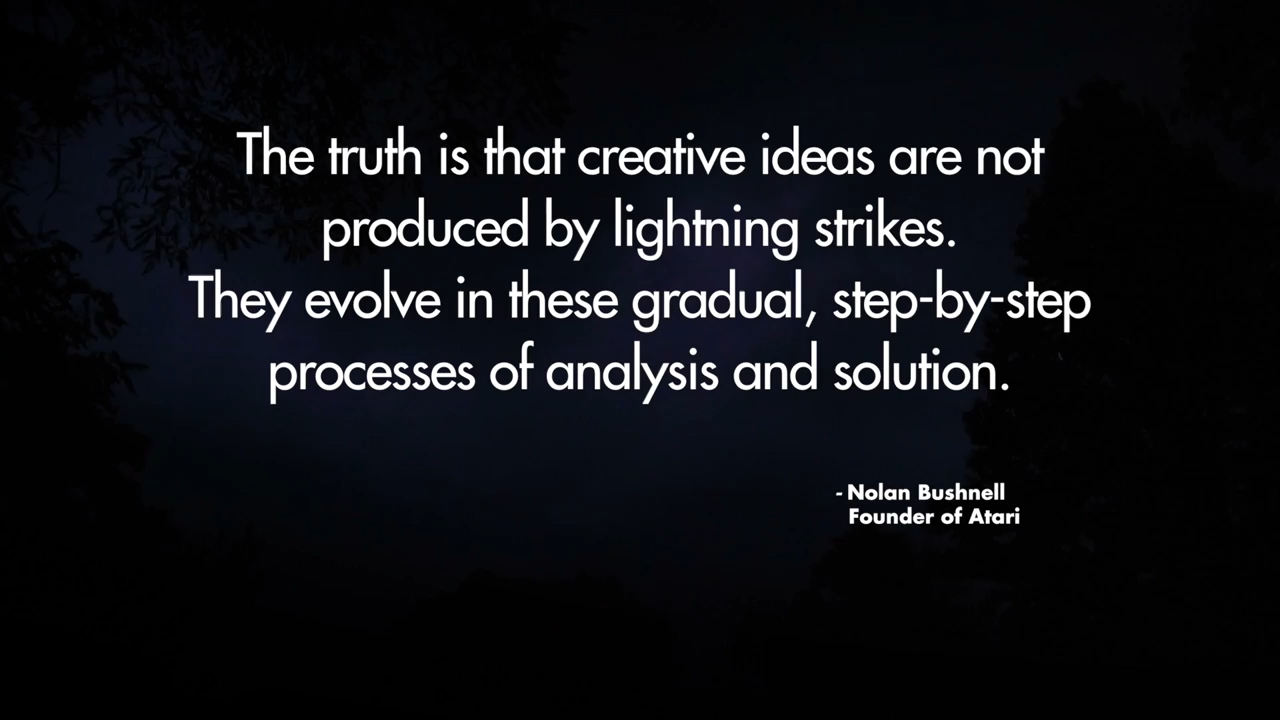 The truth is that creative ideas are not
produced by lightning strikes.
They evolve in these gradual, step-by-step
processes of analysis and solution.
- Nolan Bushnell
Founder of Atari